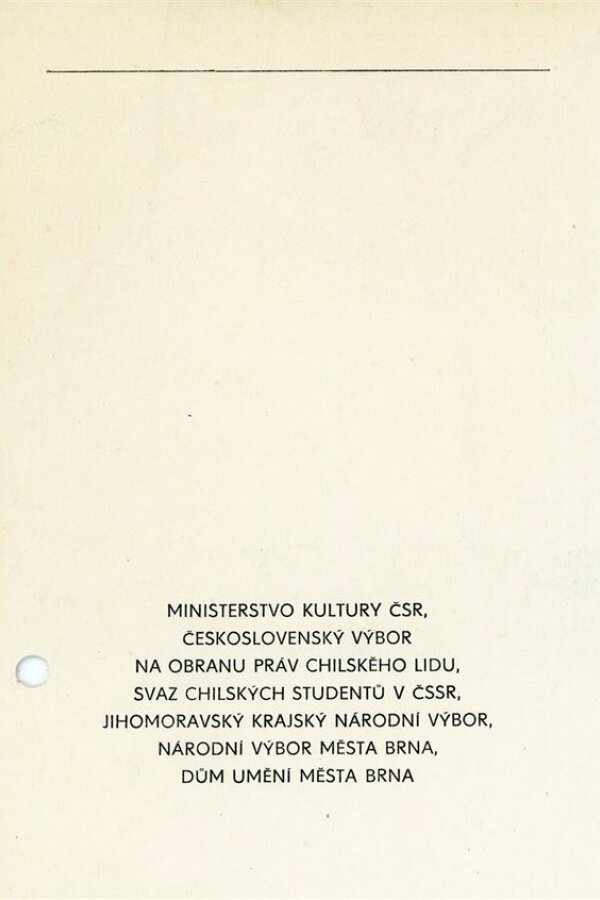 MINISTERSTVO KULTURY ČSR,
ČESKOSLOVENSKÝ VÝBOR
NA OBRANU PRÁV CHILSKÉHO LIDU,
SVAZ CHILSKÝCH STUDENTŮ V ČSSR,
JIHOMORAVSKÝ KRAJSKÝ NÁRODNÍ VÝBOR,
NÁRODNÍ VÝBOR MĚSTA BRNA,
DŮM UMĚNÍ MĚSTA BRNA